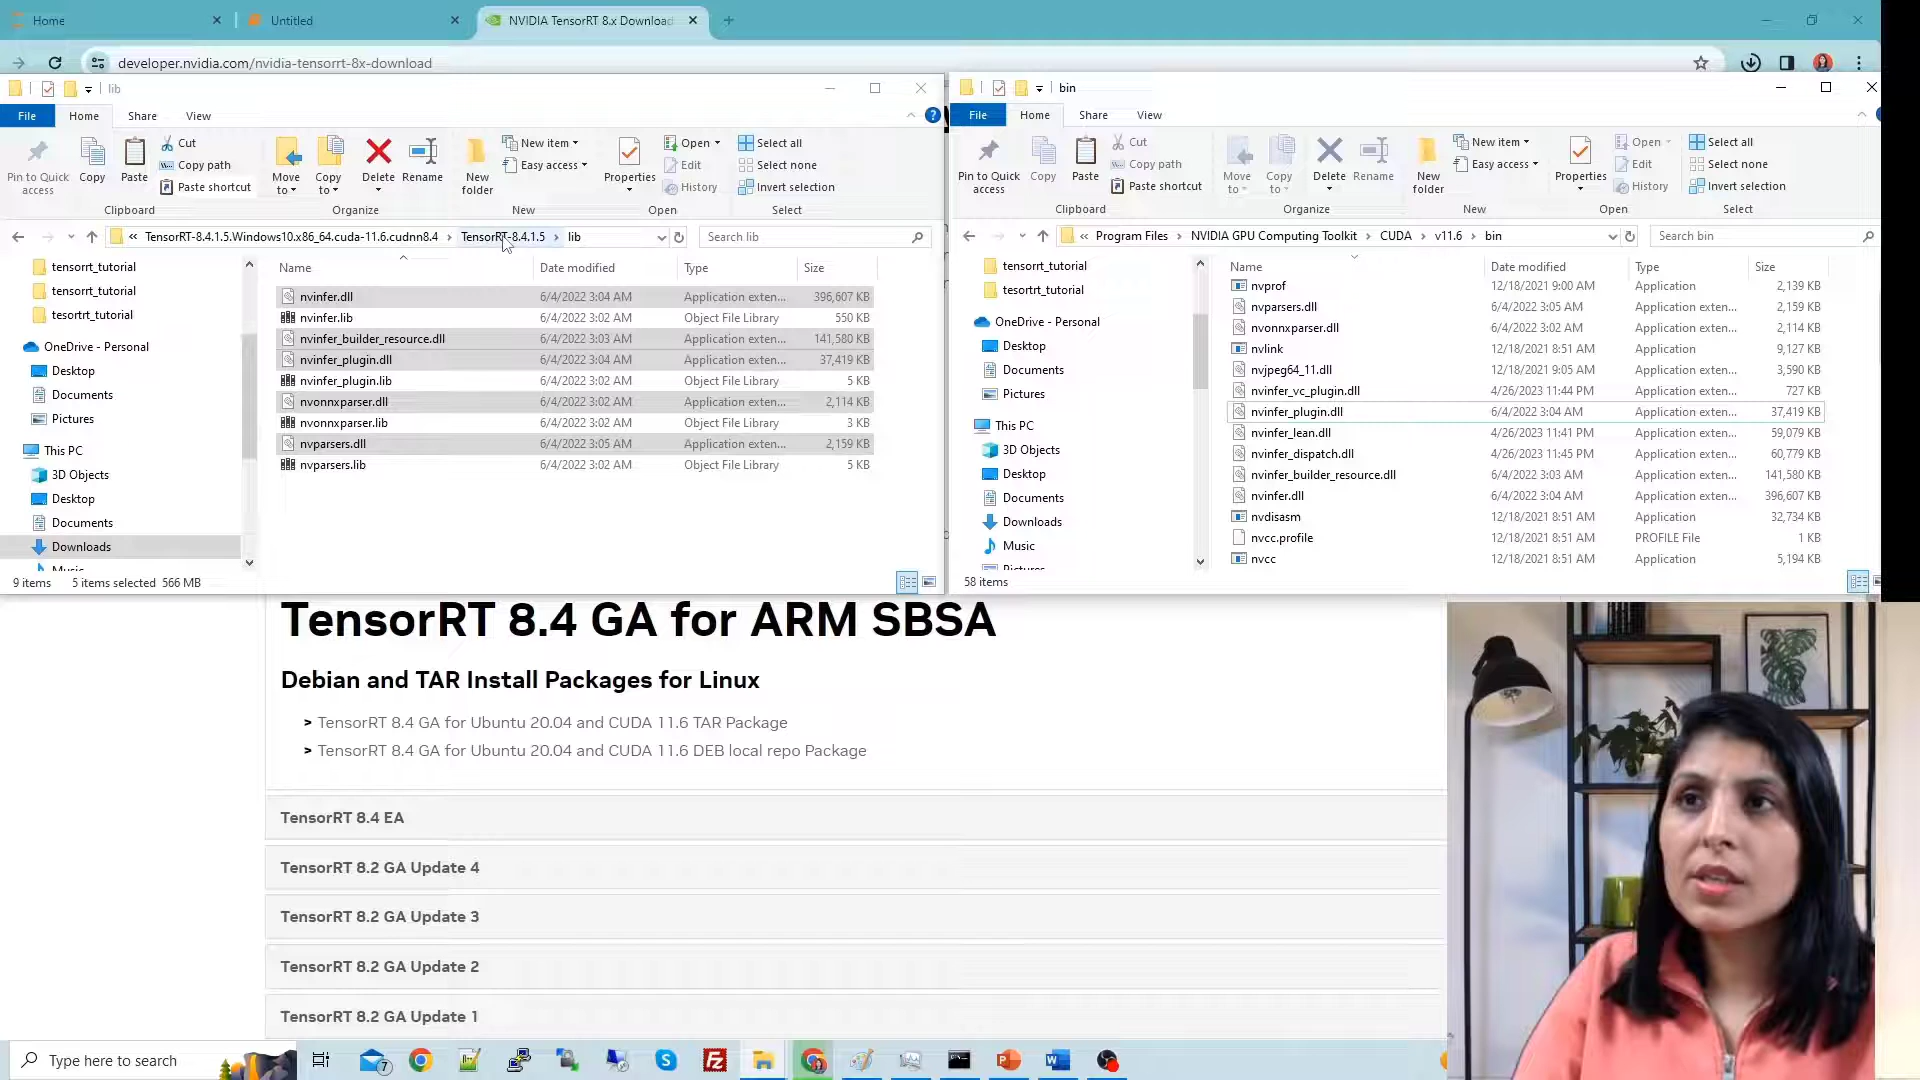 Home
Untitled
NVIDIA TensorRT 8.x Download
developer.nvidia.com/nvidia-tensorrt-8x-download
lib
File Home Share View
Pin to Quick access
Copy
Paste
Cut
Copy path
Paste shortcut
Move to
Copy to
Delete
Rename
New folder
New item
Easy access
Properties
Open
Edit
History
Select all
Select none
Invert selection
Clipboard Organize New Open Select
« TensorRT-8.4.1.5.Windows10.x86_64.cuda-11.6.cudnn8.4 › TensorRT-8.4.1.5 › lib
Search lib
tensorrt_tutorial
tensorrt_tutorial
tesortrt_tutorial
OneDrive - Personal
Desktop
Documents
Pictures
This PC
3D Objects
Desktop
Documents
Downloads
Music
Name Date modified Type Size
nvinfer.dll 6/4/2022 3:04 AM Application exten... 396,607 KB
nvinfer.lib 6/4/2022 3:02 AM Object File Library 550 KB
nvinfer_builder_resource.dll 6/4/2022 3:03 AM Application exten... 141,580 KB
nvinfer_plugin.dll 6/4/2022 3:04 AM Application exten... 37,419 KB
nvinfer_plugin.lib 6/4/2022 3:02 AM Object File Library 5 KB
nvonnxparser.dll 6/4/2022 3:02 AM Application exten... 2,114 KB
nvonnxparser.lib 6/4/2022 3:02 AM Object File Library 3 KB
nvparsers.dll 6/4/2022 3:05 AM Application exten... 2,159 KB
nvparsers.lib 6/4/2022 3:02 AM Object File Library 5 KB
9 items 5 items selected 566 MB
bin
File Home Share View
Pin to Quick access
Copy
Paste
Cut
Copy path
Paste shortcut
Move to
Copy to
Delete
Rename
New folder
New item
Easy access
Properties
Open
Edit
History
Select all
Select none
Invert selection
Clipboard Organize New Open Select
« Program Files › NVIDIA GPU Computing Toolkit › CUDA › v11.6 › bin
Search bin
tensorrt_tutorial
tesortrt_tutorial
OneDrive - Personal
Desktop
Documents
Pictures
This PC
3D Objects
Desktop
Documents
Downloads
Music
Pictures
Name Date modified Type Size
nvprof 12/18/2021 9:00 AM Application 2,139 KB
nvparsers.dll 6/4/2022 3:05 AM Application exten... 2,159 KB
nvonnxparser.dll 6/4/2022 3:02 AM Application exten... 2,114 KB
nvlink 12/18/2021 8:51 AM Application 9,127 KB
nvjpeg64_11.dll 12/18/2021 9:05 AM Application exten... 3,590 KB
nvinfer_vc_plugin.dll 4/26/2023 11:44 PM Application exten... 727 KB
nvinfer_plugin.dll 6/4/2022 3:04 AM Application exten... 37,419 KB
nvinfer_lean.dll 4/26/2023 11:41 PM Application exten... 59,079 KB
nvinfer_dispatch.dll 4/26/2023 11:45 PM Application exten... 60,779 KB
nvinfer_builder_resource.dll 6/4/2022 3:03 AM Application exten... 141,580 KB
nvinfer.dll 6/4/2022 3:04 AM Application exten... 396,607 KB
nvdisasm 12/18/2021 8:51 AM Application 32,734 KB
nvcc.profile 12/18/2021 8:51 AM PROFILE File 1 KB
nvcc 12/18/2021 8:51 AM Application 5,194 KB
58 items
TensorRT 8.4 GA for ARM SBSA
Debian and TAR Install Packages for Linux
> TensorRT 8.4 GA for Ubuntu 20.04 and CUDA 11.6 TAR Package
> TensorRT 8.4 GA for Ubuntu 20.04 and CUDA 11.6 DEB local repo Package
TensorRT 8.4 EA
TensorRT 8.2 GA Update 4
TensorRT 8.2 GA Update 3
TensorRT 8.2 GA Update 2
TensorRT 8.2 GA Update 1
Type here to search
7